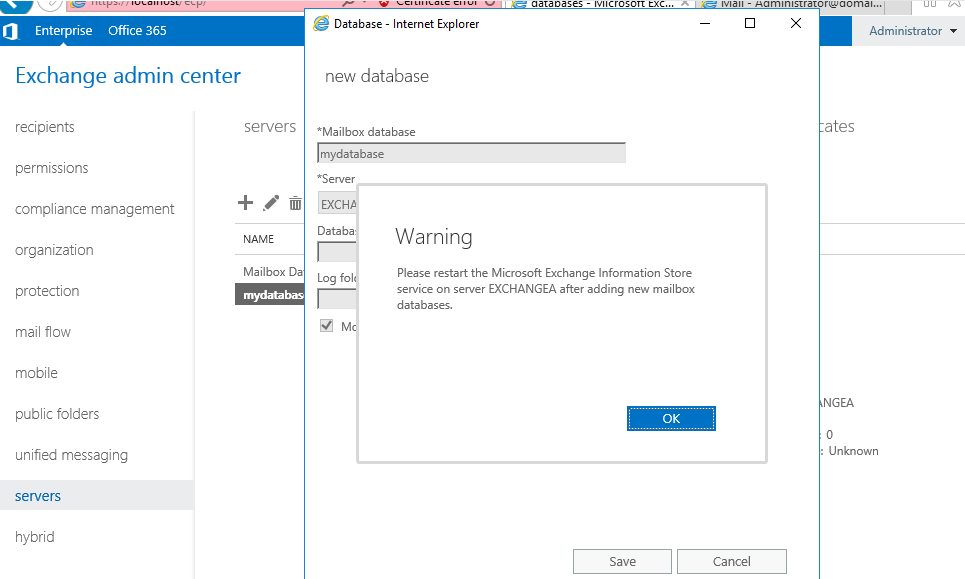 https://localhost/ecp/
Certificate error
databases - Microsoft Exc...
Mail - Administrator@domai...
Database - Internet Explorer
Enterprise Office 365
Administrator
Exchange admin center
new database
recipients
servers
cates
*Mailbox database
mydatabase
permissions
*Server
compliance management
EXCHA
Warning
Databa
NAME
organization
Please restart the Microsoft Exchange Information Store
service on server EXCHANGEA after adding new mailbox
databases.
Mailbox Da
Log fol
protection
mydatabas
Mo
mail flow
mobile
ANGEA
public folders
OK
: 0
: Unknown
unified messaging
servers
hybrid
Save
Cancel